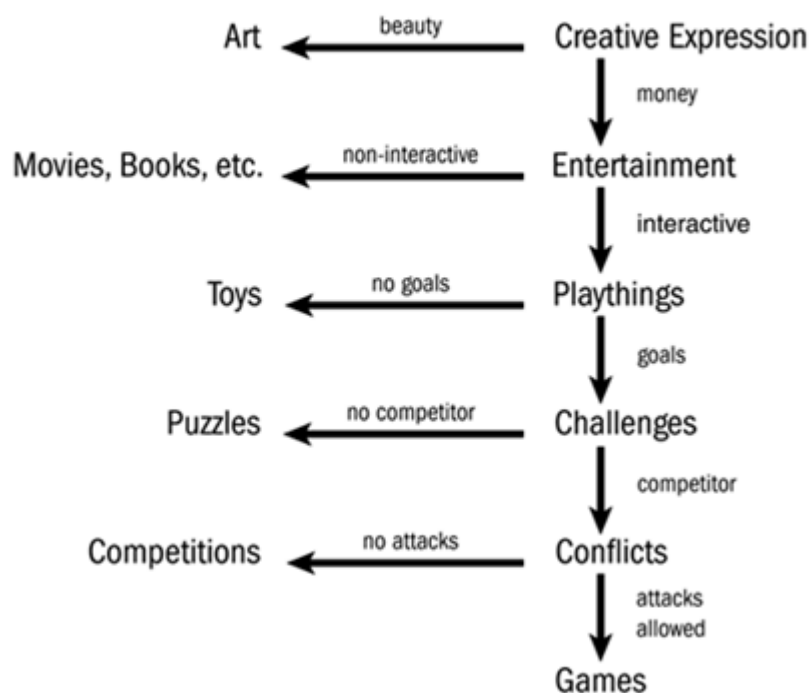 Art
beauty
Creative Expression
money
Movies, Books, etc.
non-interactive
Entertainment
interactive
Toys
no goals
Playthings
goals
Puzzles
no competitor
Challenges
competitor
Competitions
no attacks
Conflicts
attacks
allowed
Games